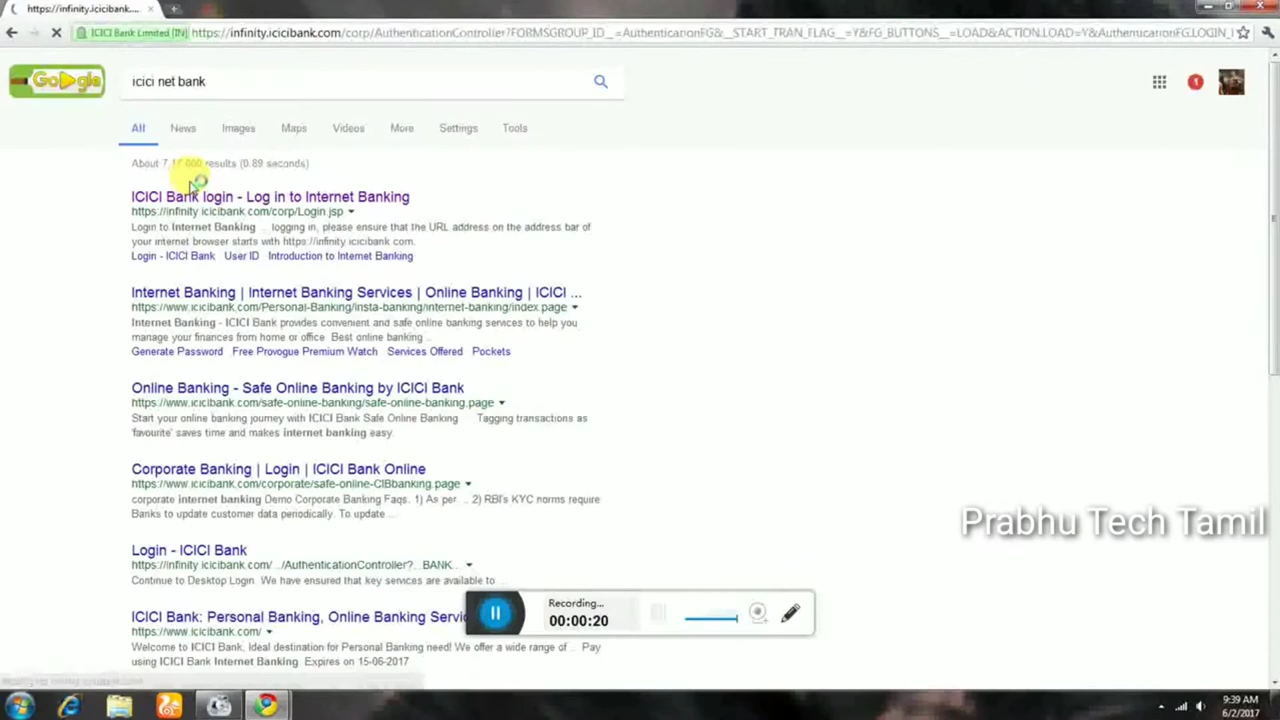 https://infinity.icicibank....
ICICI Bank Limited [IN] https://infinity.icicibank.com/corp/AuthenticationController?FORMSGROUP_ID__=AuthenticationFG&__START_TRAN_FLAG__=Y&FG_BUTTONS__=LOAD&ACTION.LOAD=Y&AuthenticationFG.LOGIN_
Google
icici net bank
1
All News Images Maps Videos More Settings Tools
About results (0.89 seconds)
ICICI Bank login - Log in to Internet Banking
https://infinity.icicibank.com/corp/Login.jsp
Login to Internet Banking ... logging in, please ensure that the URL address on the address bar of
your internet browser starts with https://infinity.icicibank.com.
Login - ICICI Bank User ID Introduction to Internet Banking
Internet Banking | Internet Banking Services | Online Banking | ICICI ...
https://www.icicibank.com/Personal-Banking/insta-banking/internet-banking/index.page
Internet Banking - ICICI Bank provides convenient and safe online banking services to help you
manage your finances from home or office Best online banking ...
Generate Password Free Provogue Premium Watch Services Offered Pockets
Online Banking - Safe Online Banking by ICICI Bank
https://www.icicibank.com/safe-online-banking/safe-online-banking.page
Start your online banking journey with ICICI Bank Safe Online Banking Tagging transactions as
'favourite' saves time and makes internet banking easy.
Corporate Banking | Login | ICICI Bank Online
https://www.icicibank.com/corporate/safe-online-CIBbanking.page
corporate internet banking Demo Corporate Banking Faqs. 1) As per ... 2) RBI's KYC norms require
Banks to update customer data periodically. To update ...
Login - ICICI Bank
https://infinity.icicibank.com/.../AuthenticationController?...BANK...
Continue to Desktop Login We have ensured that key services are available to ...
ICICI Bank: Personal Banking, Online Banking Servic
https://www.icicibank.com/
Welcome to ICICI Bank, Ideal destination for Personal Banking need! We offer a wide range of ... Pay
using ICICI Bank Internet Banking Expires on 15-06-2017
Prabhu Tech Tamil
Recording...
00:00:20
9:39 AM
6/2/2017